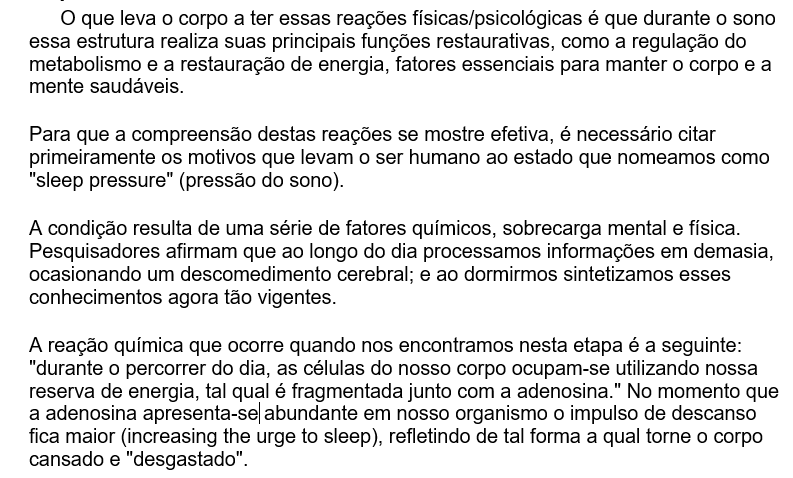 O que leva o corpo a ter essas reações físicas/psicológicas é que durante o sono
essa estrutura realiza suas principais funções restaurativas, como a regulação do
metabolismo e a restauração de energia, fatores essenciais para manter o corpo e a
mente saudáveis.
Para que a compreensão destas reações se mostre efetiva, é necessário citar
primeiramente os motivos que levam o ser humano ao estado que nomeamos como
"sleep pressure" (pressão do sono).
A condição resulta de uma série de fatores químicos, sobrecarga mental e física.
Pesquisadores afirmam que ao longo do dia processamos informações em demasia,
ocasionando um descomedimento cerebral; e ao dormirmos sintetizamos esses
conhecimentos agora tão vigentes.
A reação química que ocorre quando nos encontramos nesta etapa é a seguinte:
"durante o percorrer do dia, as células do nosso corpo ocupam-se utilizando nossa
reserva de energia, tal qual é fragmentada junto com a adenosina." No momento que
a adenosina apresenta-se abundante em nosso organismo o impulso de descanso
fica maior (increasing the urge to sleep), refletindo de tal forma a qual torne o corpo
cansado e "desgastado".